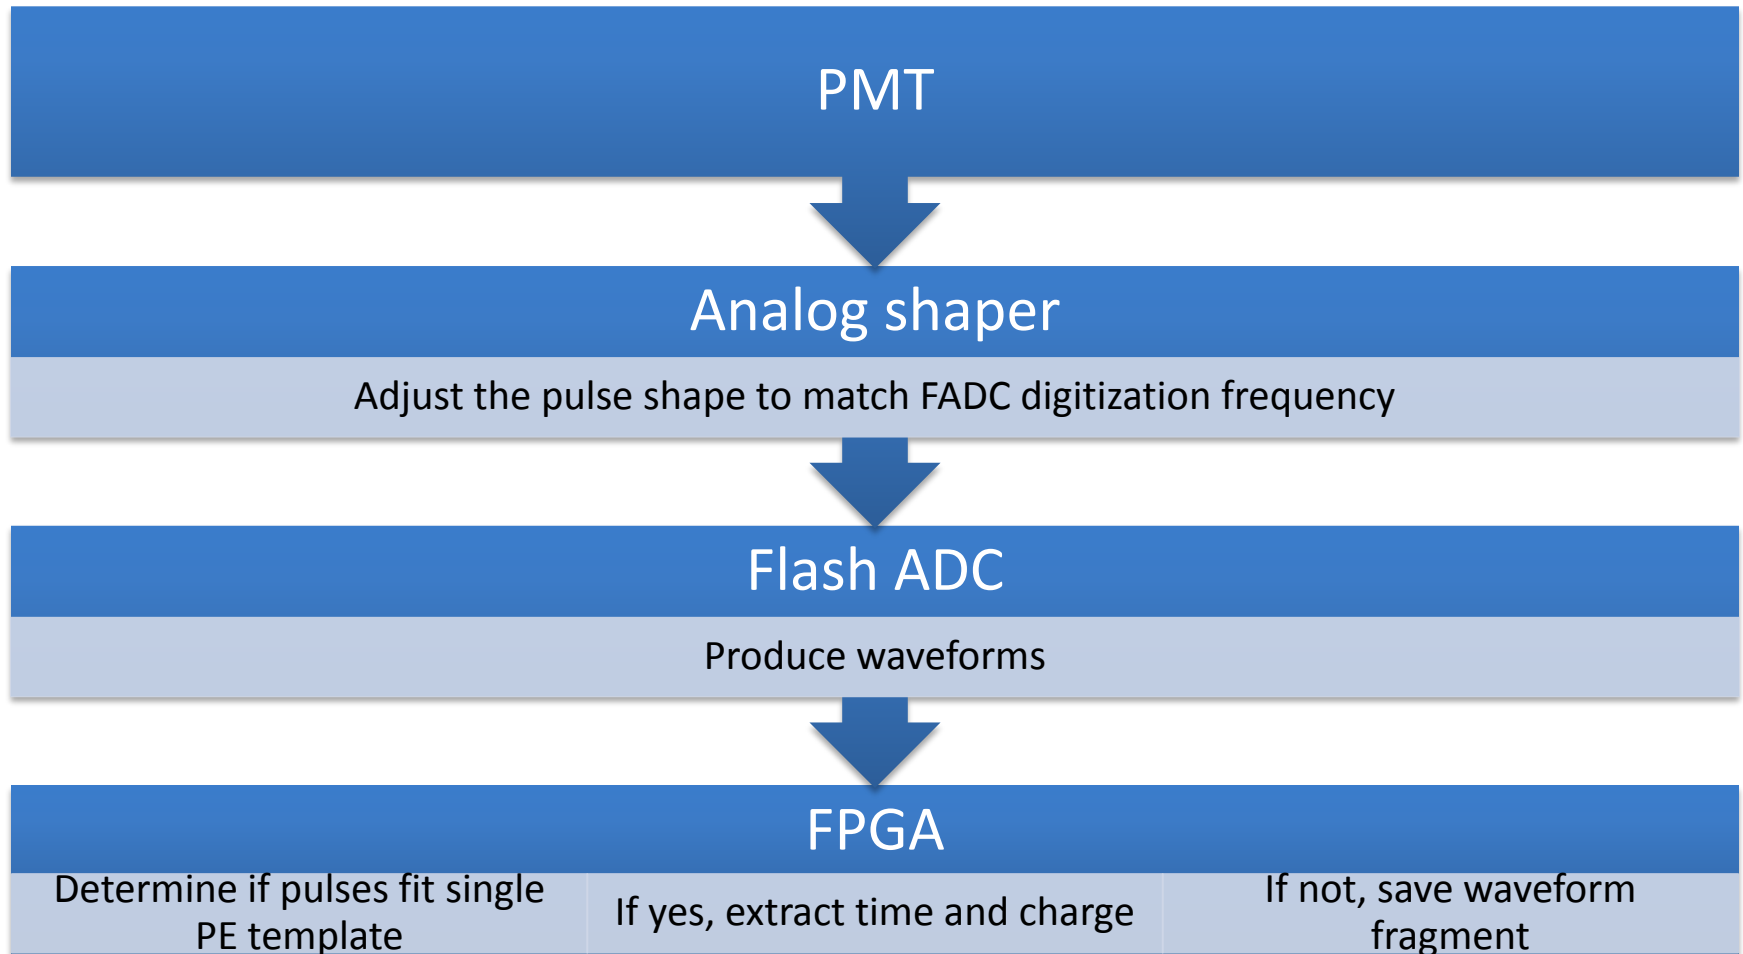 PMT
Analog shaper
Adjust the pulse shape to match FADC digitization frequency
Flash ADC
Produce waveforms
FPGA
Determine if pulses fit single
PE template
If yes, extract time and charge
If not, save waveform
fragment